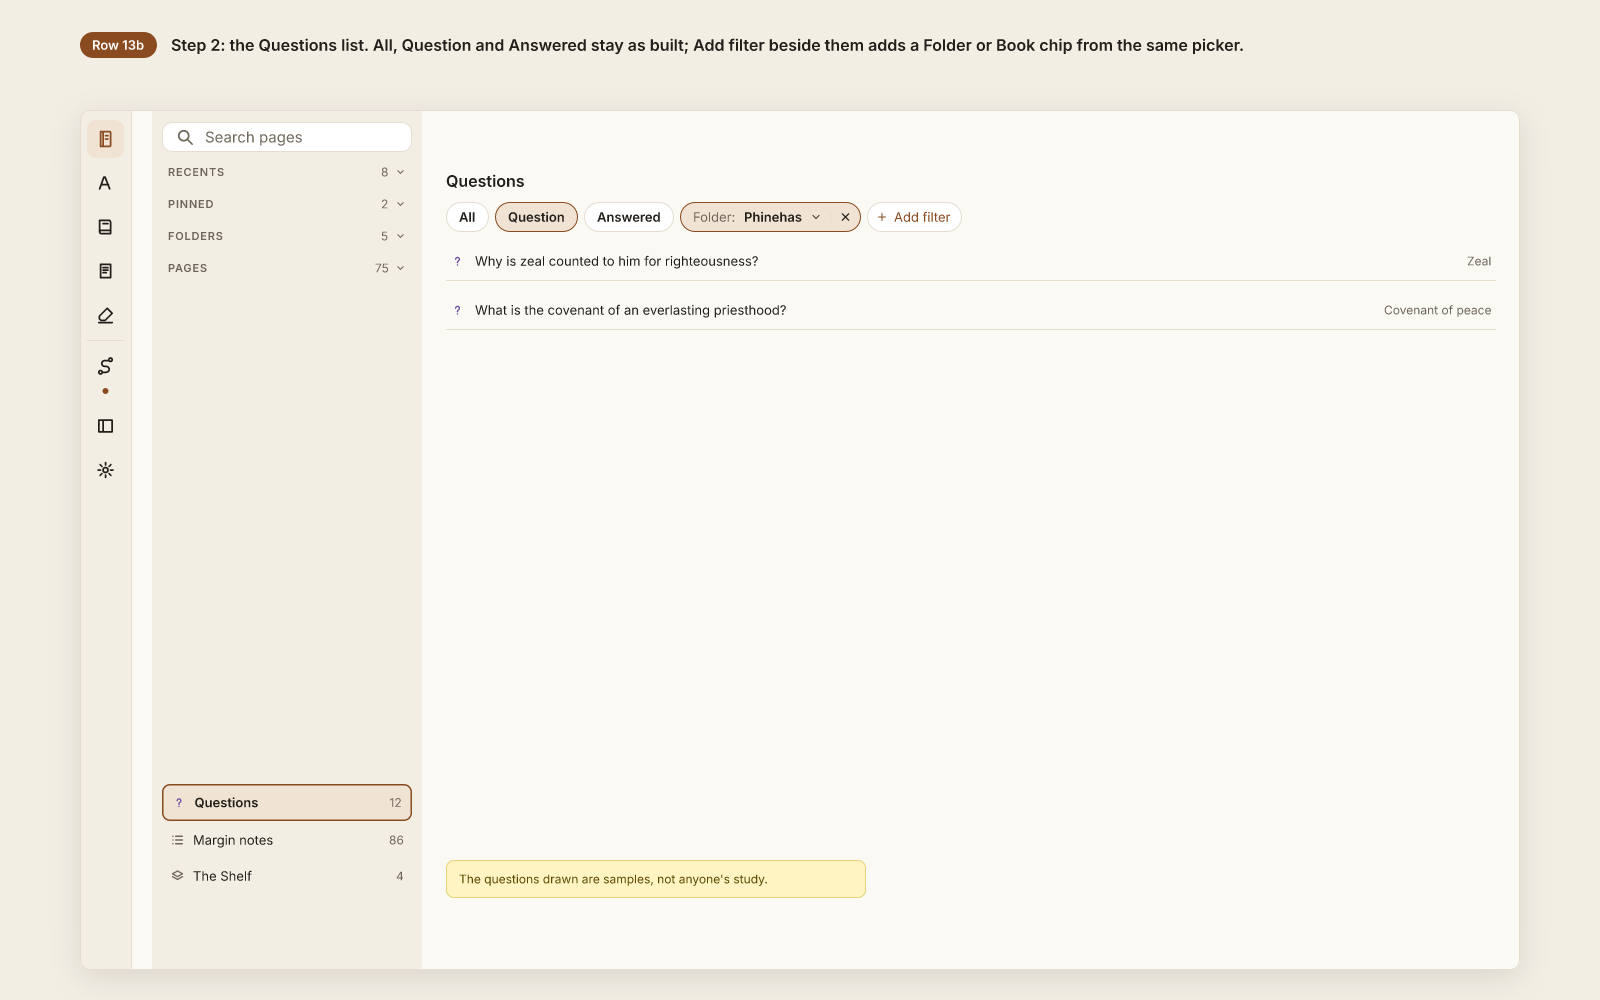 Row 13b Step 2: the Questions list. All, Question and Answered stay as built; Add filter beside them adds a Folder or Book chip from the same picker.
Search pages
RECENTS 8
PINNED 2
FOLDERS 5
PAGES 75
? Questions 12
Margin notes 86
The Shelf 4
Questions
All Question Answered Folder: Phinehas × + Add filter
? Why is zeal counted to him for righteousness? Zeal
? What is the covenant of an everlasting priesthood? Covenant of peace
The questions drawn are samples, not anyone's study.